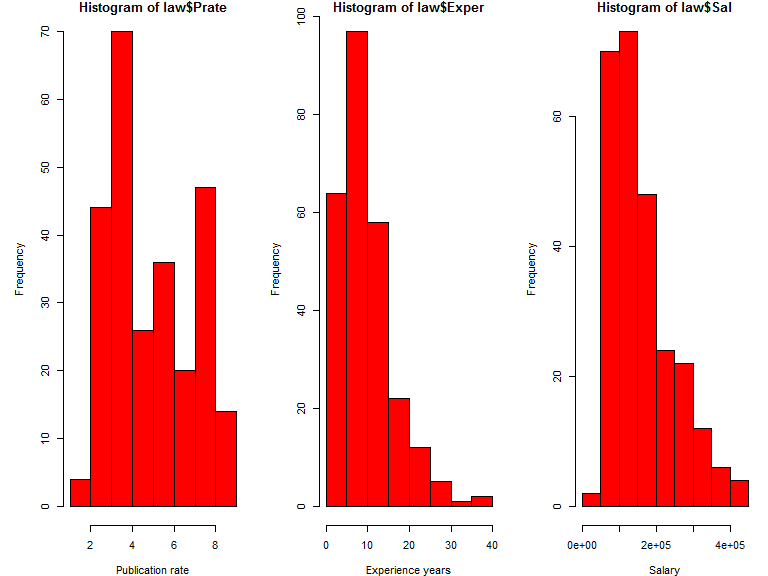 Histogram of law$Prate
Frequency
0 10 20 30 40 50 60 70
2 4 6 8
Publication rate
Histogram of law$Exper
Frequency
0 20 40 60 80 100
0 10 20 30 40
Experience years
Histogram of law$Sal
Frequency
0 20 40 60
0e+00 2e+05 4e+05
Salary